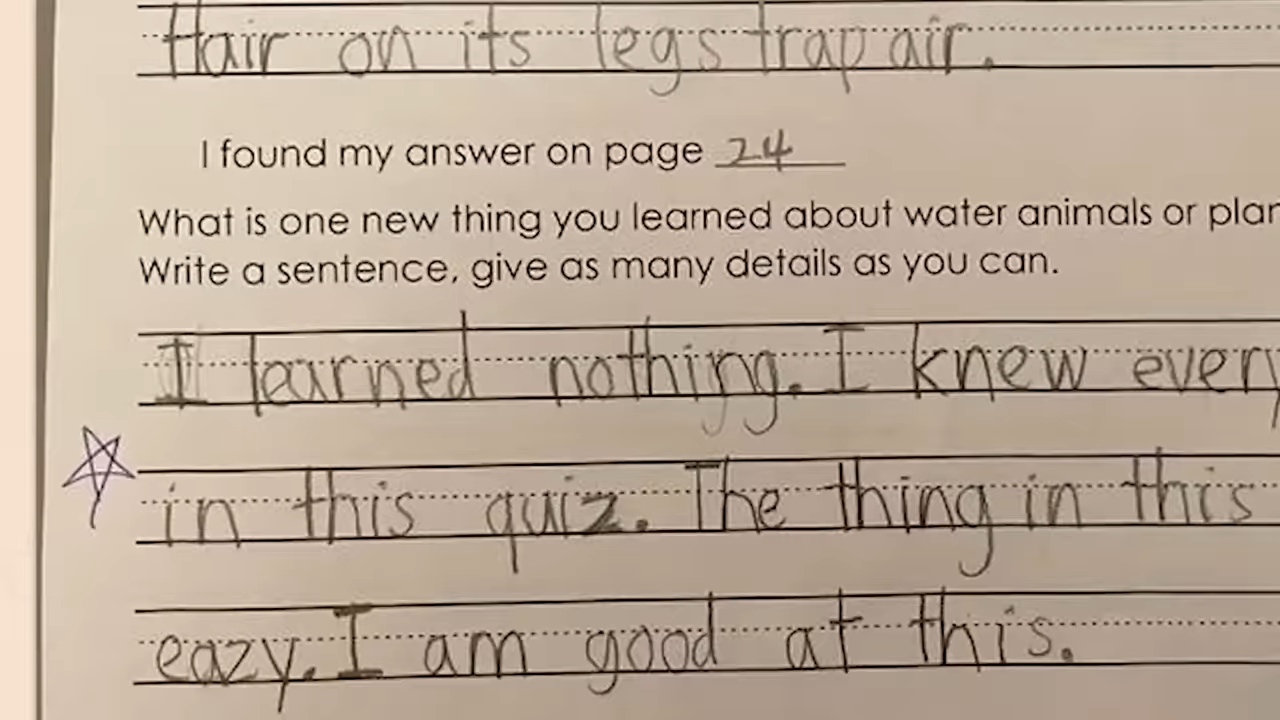 Hair on its legs trap air.
I found my answer on page 24
What is one new thing you learned about water animals or plan
Write a sentence, give as many details as you can.
I learned nothing. I knew every
in this quiz. The thing in this
eazy. I am good at this.